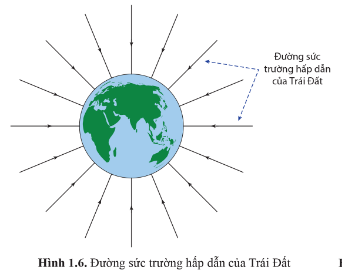 Đường sức
trường hấp dẫn
của Trái Đất
Hình 1.6. Đường sức trường hấp dẫn của Trái Đất